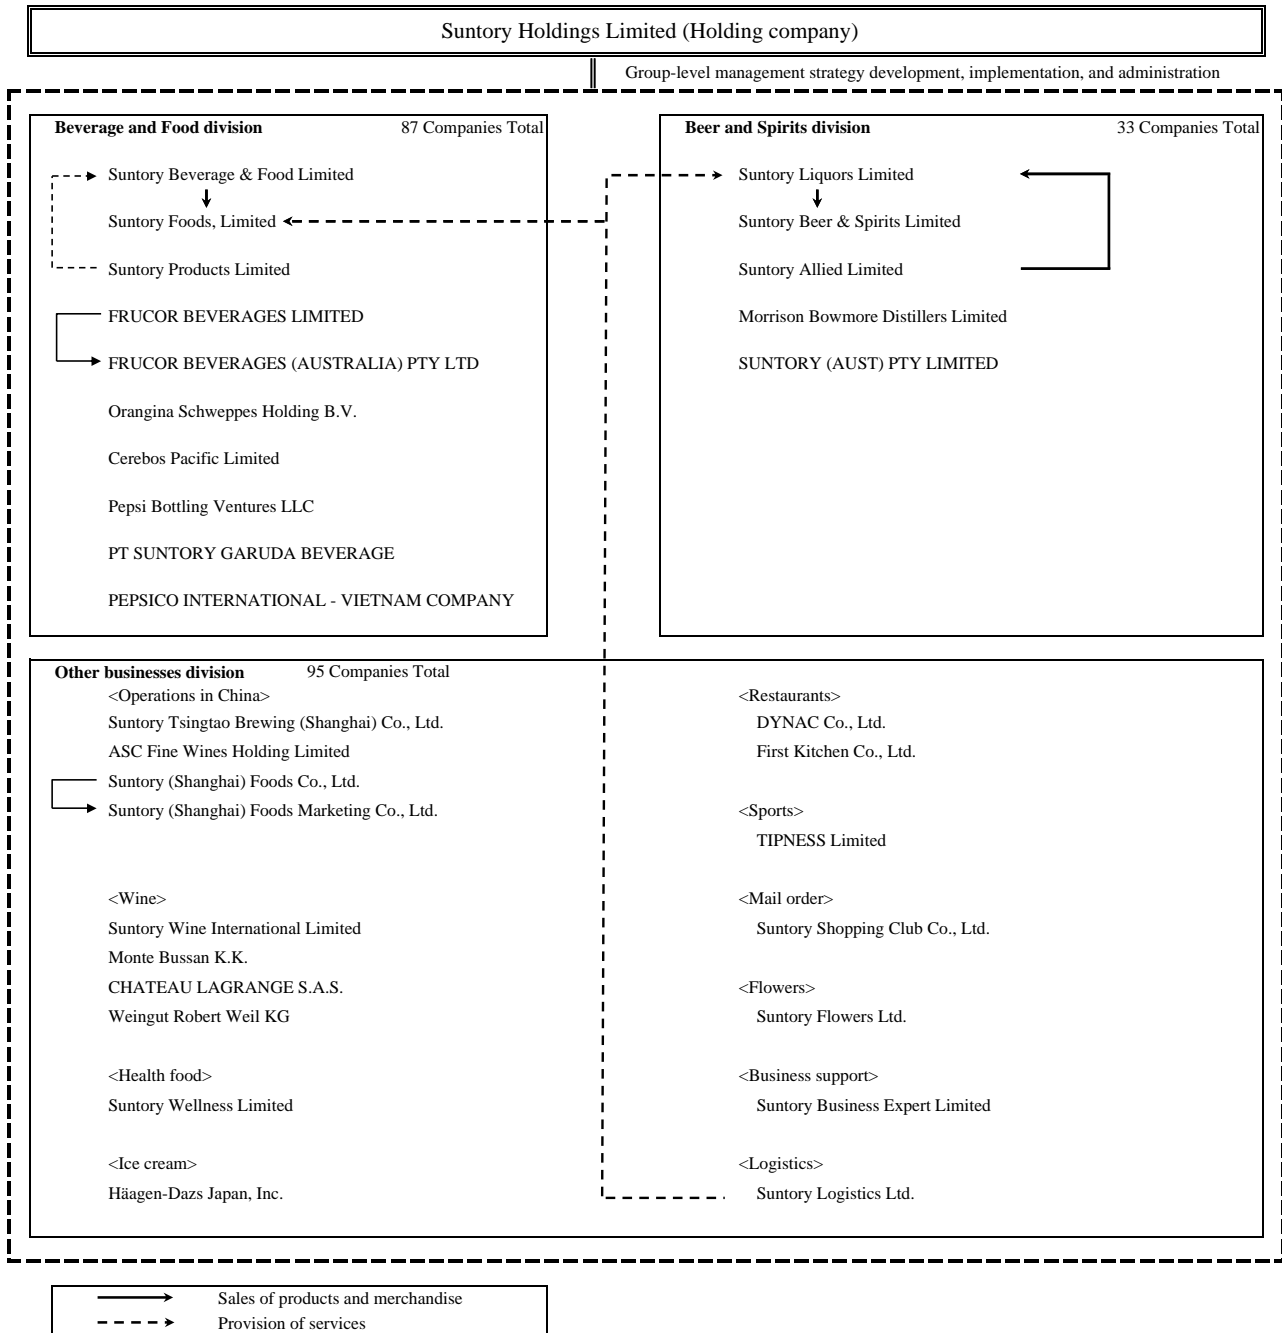 Suntory Holdings Limited (Holding company)
Group-level management strategy development, implementation, and administration
Beverage and Food division 87 Companies Total
Suntory Beverage & Food Limited
Suntory Foods, Limited
Suntory Products Limited
FRUCOR BEVERAGES LIMITED
FRUCOR BEVERAGES (AUSTRALIA) PTY LTD
Orangina Schweppes Holding B.V.
Cerebos Pacific Limited
Pepsi Bottling Ventures LLC
PT SUNTORY GARUDA BEVERAGE
PEPSICO INTERNATIONAL - VIETNAM COMPANY
Beer and Spirits division 33 Companies Total
Suntory Liquors Limited
Suntory Beer & Spirits Limited
Suntory Allied Limited
Morrison Bowmore Distillers Limited
SUNTORY (AUST) PTY LIMITED
Other businesses division 95 Companies Total
<Operations in China>
Suntory Tsingtao Brewing (Shanghai) Co., Ltd.
ASC Fine Wines Holding Limited
Suntory (Shanghai) Foods Co., Ltd.
Suntory (Shanghai) Foods Marketing Co., Ltd.
<Wine>
Suntory Wine International Limited
Monte Bussan K.K.
CHATEAU LAGRANGE S.A.S.
Weingut Robert Weil KG
<Health food>
Suntory Wellness Limited
<Ice cream>
Häagen-Dazs Japan, Inc.
<Restaurants>
DYNAC Co., Ltd.
First Kitchen Co., Ltd.
<Sports>
TIPNESS Limited
<Mail order>
Suntory Shopping Club Co., Ltd.
<Flowers>
Suntory Flowers Ltd.
<Business support>
Suntory Business Expert Limited
<Logistics>
Suntory Logistics Ltd.
Sales of products and merchandise
Provision of services